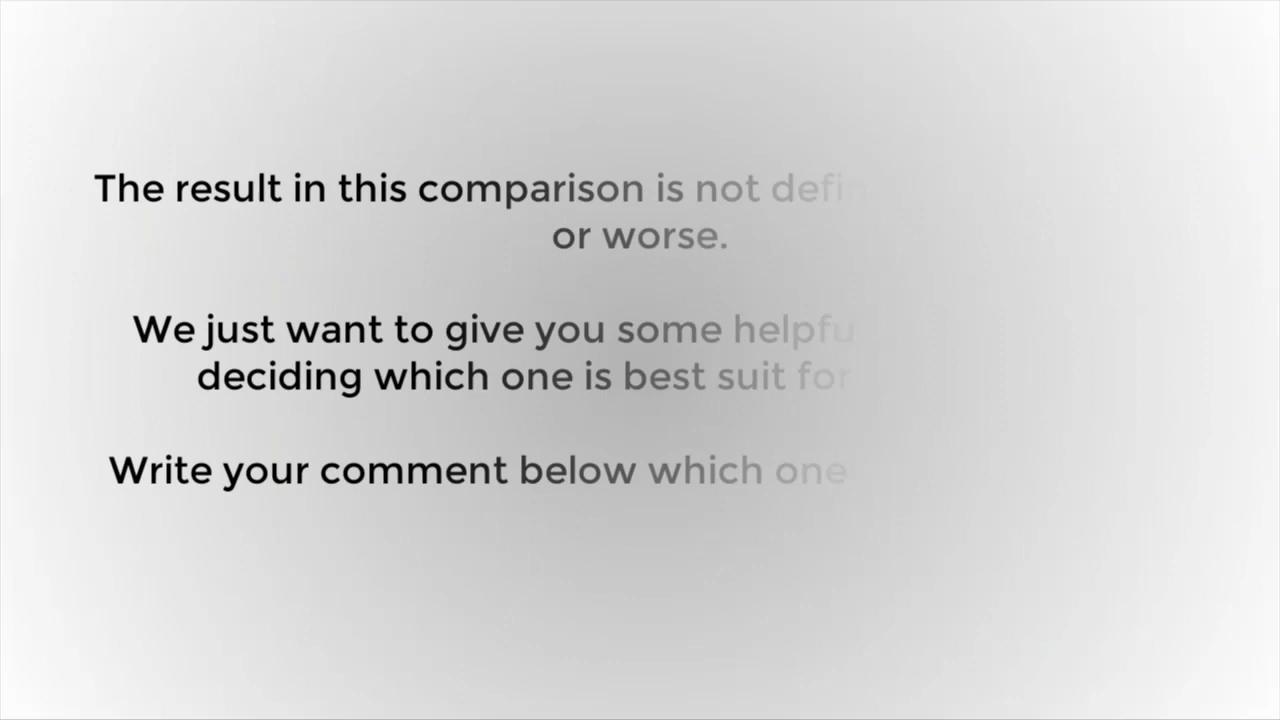 The result in this comparison is not
or worse.
We just want to give you some
deciding which one is best suit for
Write your comment below which one